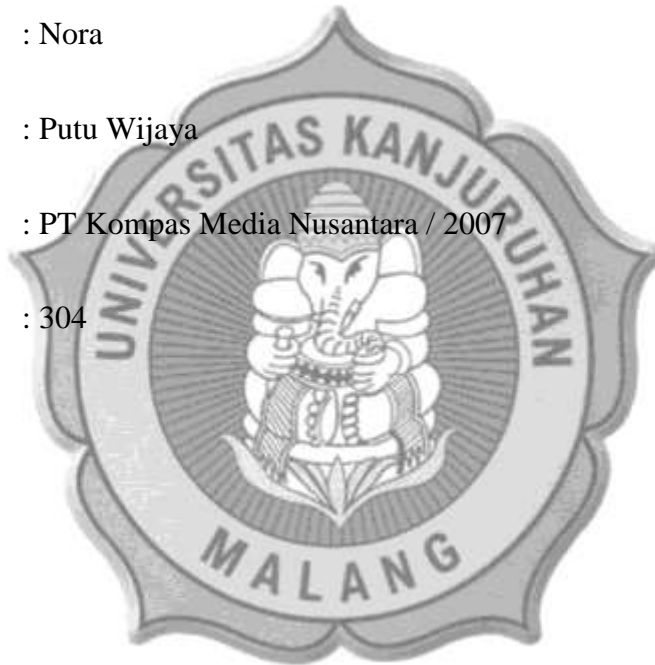 : Nora
: Putu Wijaya
: PT Kompas Media Nusantara / 2007
: 304
UNIVERSITAS KANJURUHAN
MALANG